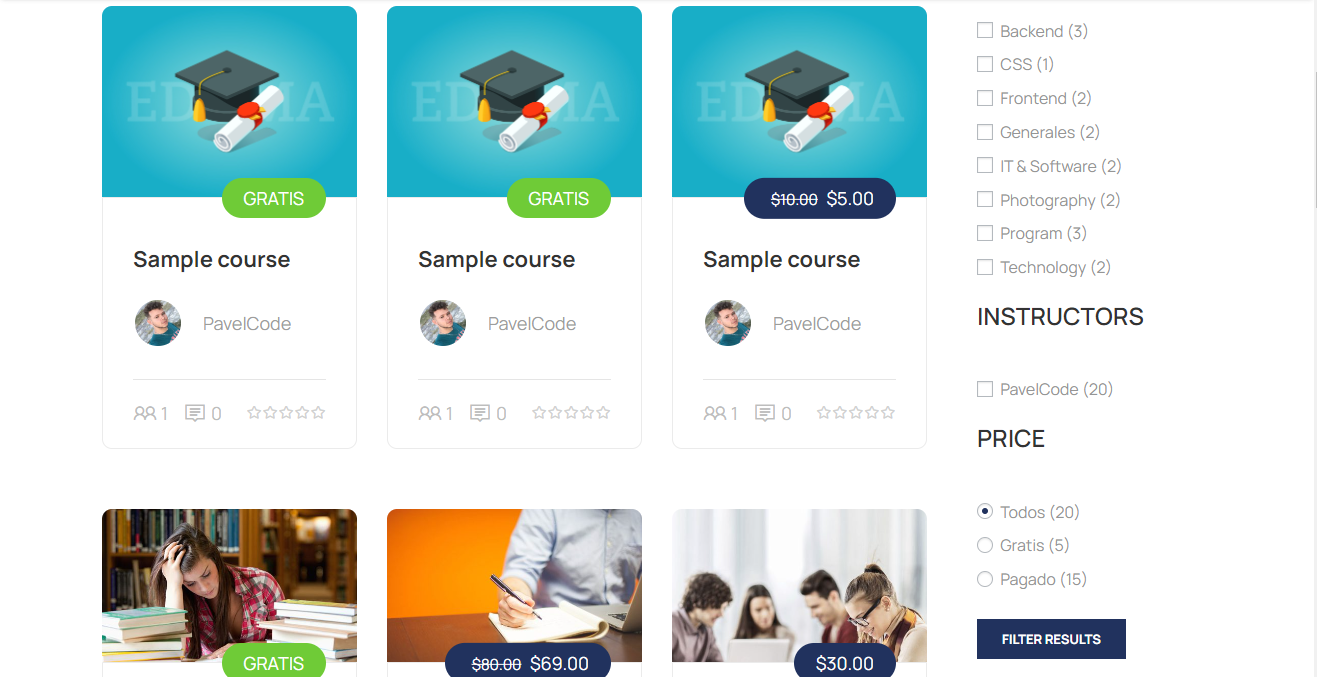 GRATIS
Sample course
PavelCode
1 0
GRATIS
Sample course
PavelCode
1 0
$10.00 $5.00
Sample course
PavelCode
1 0
GRATIS
$80.00 $69.00
$30.00
Backend (3)
CSS (1)
Frontend (2)
Generales (2)
IT & Software (2)
Photography (2)
Program (3)
Technology (2)
INSTRUCTORS
PavelCode (20)
PRICE
Todos (20)
Gratis (5)
Pagado (15)
FILTER RESULTS